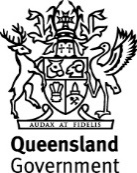 AUDAX AT FIDELIS
Queensland
Government